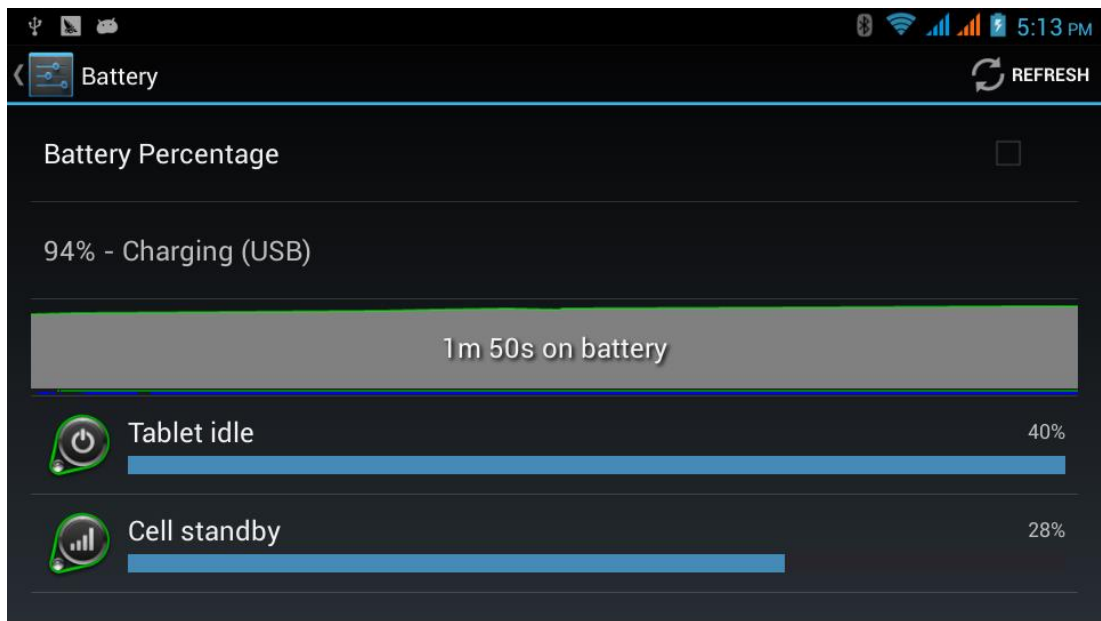 5:13 PM
Battery
REFRESH
Battery Percentage
94% - Charging (USB)
1m 50s on battery
Tablet idle
40%
Cell standby
28%